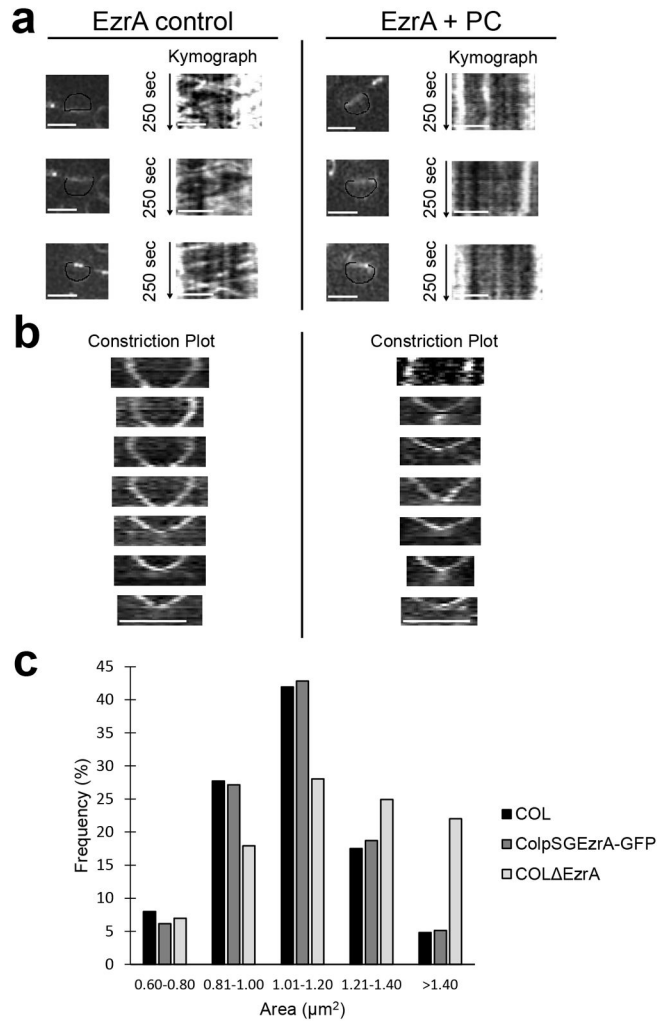 a
EzrA control
EzrA + PC
Kymograph
Kymograph
250 sec
250 sec
250 sec
250 sec
250 sec
250 sec
b
Constriction Plot
Constriction Plot
c
45
40
35
30
25
20
15
10
5
0
Frequency (%)
0.60-0.80 0.81-1.00 1.01-1.20 1.21-1.40 >1.40
Area (µm²)
COL
ColpSGEzrA-GFP
COLΔEzrA